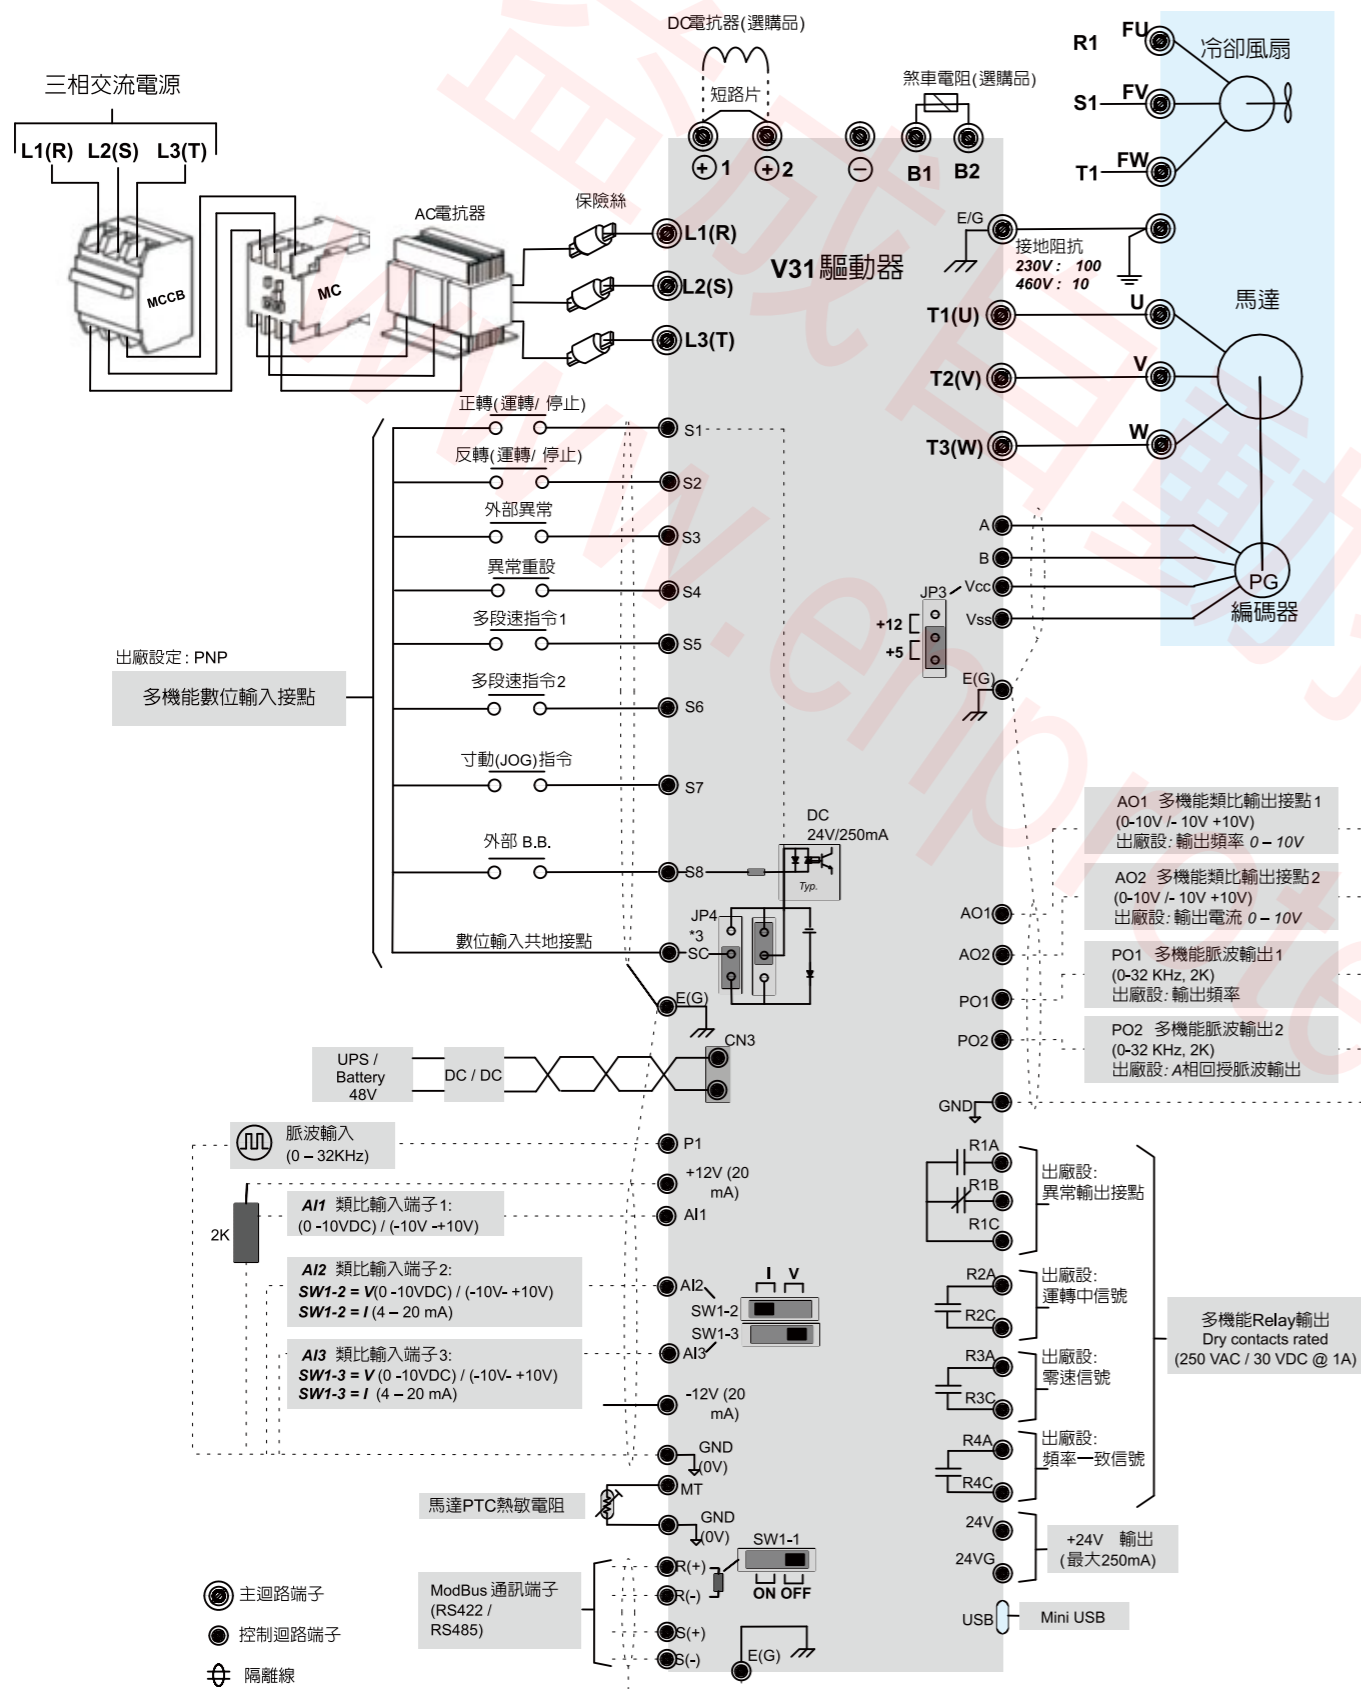 DC電抗器(選購品)
短路片
煞車電阻(選購品)
R1 FU
冷卻風扇
S1 FV
T1 FW
三相交流電源
L1(R) L2(S) L3(T)
+ 1
+ 2
−
B1
B2
MCCB
MC
AC電抗器
保險絲
L1(R)
L2(S)
L3(T)
V31驅動器
E/G
接地阻抗
230V : 100
460V : 10
馬達
T1(U)
U
T2(V)
V
T3(W)
W
正轉(運轉/ 停止)
S1
反轉(運轉/ 停止)
S2
外部異常
S3
異常重設
S4
多段速指令1
S5
多段速指令2
S6
寸動(JOG)指令
S7
外部 B.B.
S8
出廠設定: PNP
多機能數位輸入接點
A
B
Vcc
Vss
JP3
+12
+5
E(G)
PG
編碼器
DC
24V/250mA
Typ.
JP4
*3
數位輸入共地接點
SC
E(G)
AO1 多機能類比輸出接點1
(0-10V /- 10V +10V)
出廠設: 輸出頻率 0 – 10V
AO2 多機能類比輸出接點2
(0-10V /- 10V +10V)
出廠設: 輸出電流 0 – 10V
PO1 多機能脈波輸出1
(0-32 KHz, 2K)
出廠設: 輸出頻率
PO2 多機能脈波輸出2
(0-32 KHz, 2K)
出廠設: A相回授脈波輸出
AO1
AO2
PO1
PO2
GND
UPS /
Battery
48V
DC / DC
CN3
脈波輸入
(0 – 32KHz)
P1
+12V (20
mA)
2K
AI1 類比輸入端子1:
(0 -10VDC) / (-10V -+10V)
AI1
AI2 類比輸入端子2:
SW1-2 = V(0 -10VDC) / (-10V- +10V)
SW1-2 = I (4 – 20 mA)
AI2
I V
SW1-2
SW1-3
AI3 類比輸入端子3:
SW1-3 = V (0 -10VDC) / (-10V- +10V)
SW1-3 = I (4 – 20 mA)
AI3
-12V (20
mA)
GND
(0V)
馬達PTC熱敏電阻
MT
GND
(0V)
R1A
R1B
R1C
出廠設:
異常輸出接點
R2A
R2C
出廠設:
運轉中信號
R3A
R3C
出廠設:
零速信號
R4A
R4C
出廠設:
頻率一致信號
多機能Relay輸出
Dry contacts rated
(250 VAC / 30 VDC @ 1A)
24V
24VG
+24V 輸出
(最大250mA)
SW1-1
ON OFF
ModBus 通訊端子
(RS422 /
RS485)
R(+)
R(-)
S(+)
S(-)
E(G)
USB
Mini USB
主迴路端子
控制迴路端子
隔離線